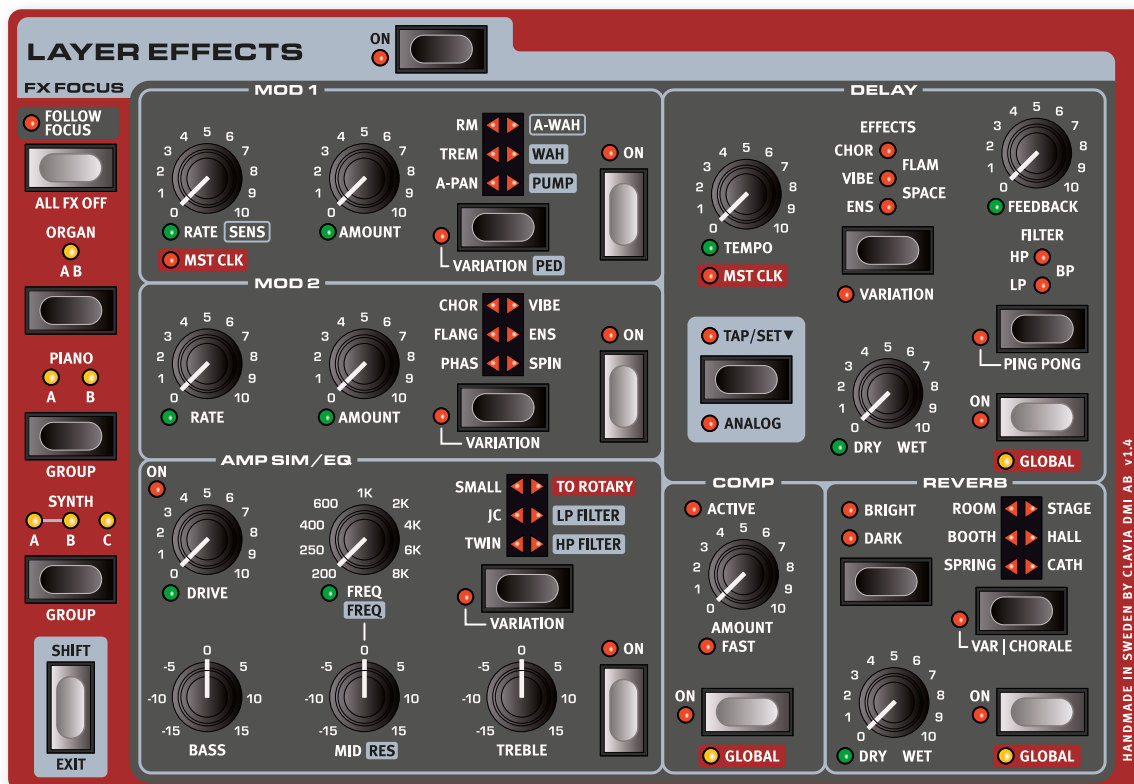 LAYER EFFECTS
ON
FX FOCUS
FOLLOW
FOCUS
ALL FX OFF
ORGAN
A B
PIANO
A B
GROUP
SYNTH
A B C
GROUP
SHIFT
EXIT
MOD 1
0 1 2 3 4 5 6 7 8 9 10
RATE SENS
MST CLK
0 1 2 3 4 5 6 7 8 9 10
AMOUNT
RM A-WAH
TREM WAH
A-PAN PUMP
VARIATION PED
ON
MOD 2
0 1 2 3 4 5 6 7 8 9 10
RATE
0 1 2 3 4 5 6 7 8 9 10
AMOUNT
CHOR VIBE
FLANG ENS
PHAS SPIN
VARIATION
ON
AMP SIM/EQ
ON
0 1 2 3 4 5 6 7 8 9 10
DRIVE
200 250 400 600 1K 2K 4K 6K 8K
FREQ
FREQ
SMALL TO ROTARY
JC LP FILTER
TWIN HP FILTER
VARIATION
-15 -10 -5 0 5 10 15
BASS
-15 -10 -5 0 5 10 15
MID RES
-15 -10 -5 0 5 10 15
TREBLE
ON
DELAY
0 1 2 3 4 5 6 7 8 9 10
TEMPO
MST CLK
EFFECTS
CHOR
FLAM
VIBE
SPACE
ENS
VARIATION
0 1 2 3 4 5 6 7 8 9 10
FEEDBACK
FILTER
HP
BP
LP
PING PONG
TAP/SET▼
ANALOG
0 1 2 3 4 5 6 7 8 9 10
DRY WET
ON
GLOBAL
COMP
ACTIVE
0 1 2 3 4 5 6 7 8 9 10
AMOUNT
FAST
ON
GLOBAL
REVERB
BRIGHT
DARK
ROOM STAGE
BOOTH HALL
SPRING CATH
VAR | CHORALE
0 1 2 3 4 5 6 7 8 9 10
DRY WET
ON
GLOBAL
HANDMADE IN SWEDEN BY CLAVIA DMI AB v1.4